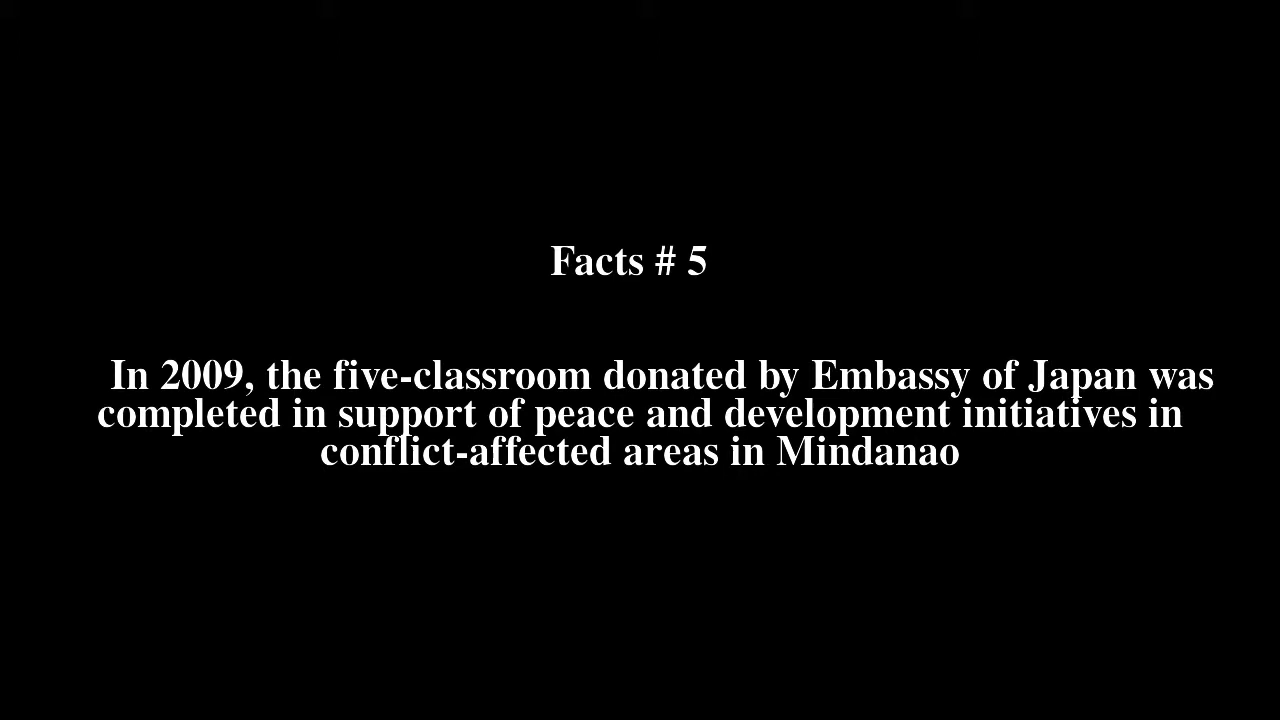 Facts # 5
In 2009, the five-classroom donated by Embassy of Japan was
completed in support of peace and development initiatives in
conflict-affected areas in Mindanao